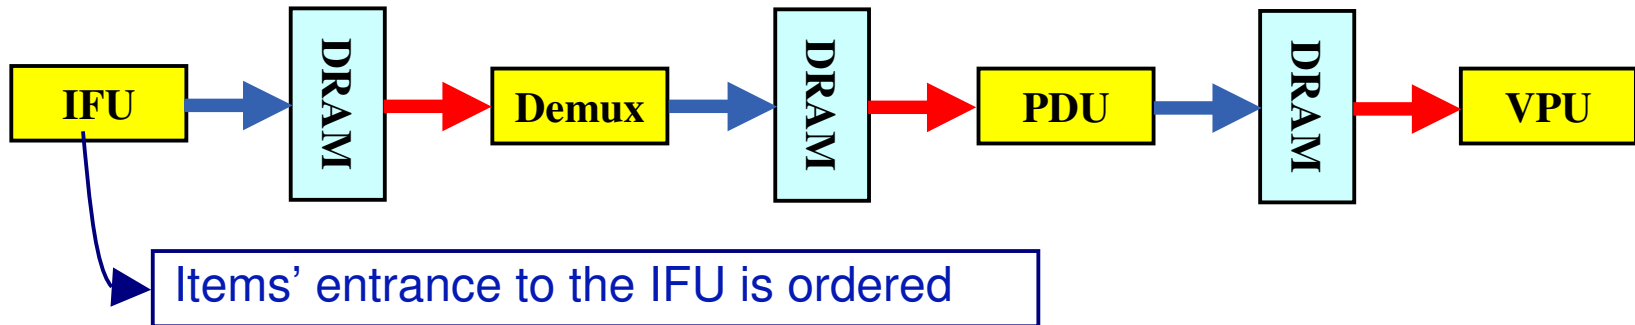 IFU
DRAM
Demux
DRAM
PDU
DRAM
VPU
Items’ entrance to the IFU is ordered